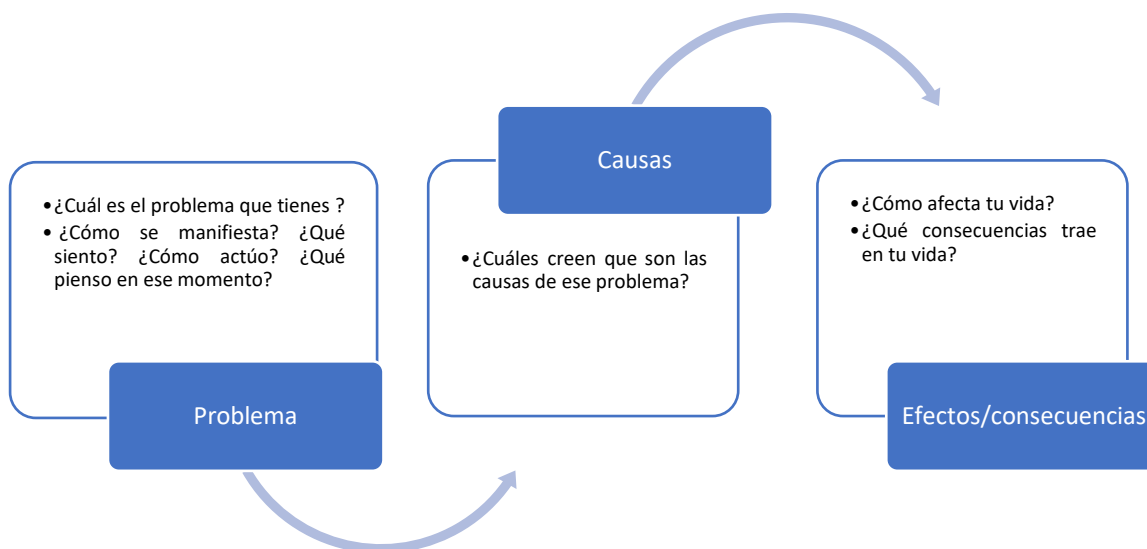 • ¿Cuál es el problema que tienes ?
• ¿Cómo se manifiesta? ¿Qué
siento? ¿Cómo actúo? ¿Qué
pienso en ese momento?
Problema
Causas
• ¿Cuáles creen que son las
causas de ese problema?
• ¿Cómo afecta tu vida?
• ¿Qué consecuencias trae
en tu vida?
Efectos/consecuencias